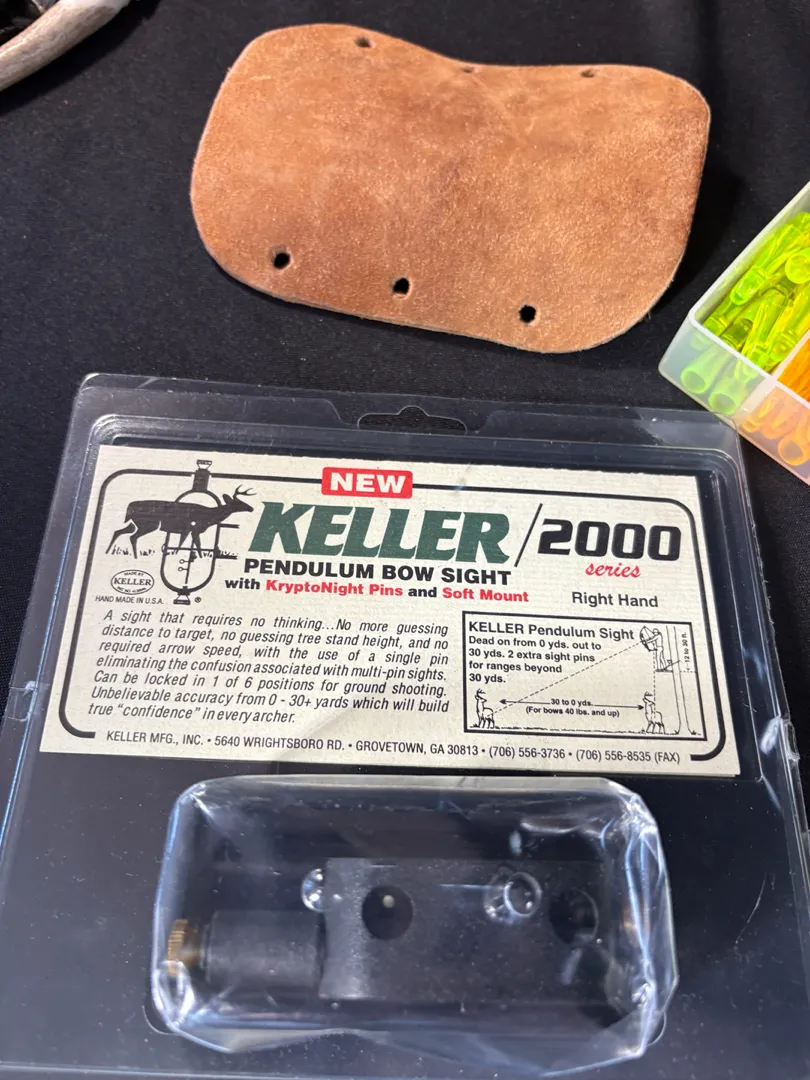 NEW
KELLER/2000
series
PENDULUM BOW SIGHT
with KryptoNight Pins and Soft Mount
Right Hand
MADE BY
KELLER
HAND MADE IN U.S.A.
®
A sight that requires no thinking...No more guessing
distance to target, no guessing tree stand height, and no
required arrow speed, with the use of a single pin
eliminating the confusion associated with multi-pin sights.
Can be locked in 1 of 6 positions for ground shooting.
Unbelievable accuracy from 0 - 30+ yards which will build
true "confidence" in every archer.
KELLER Pendulum Sight
Dead on from 0 yds. out to
30 yds. 2 extra sight pins
for ranges beyond
30 yds.
12 to 30 ft.
30 to 0 yds.
(For bows 40 lbs. and up)
KELLER MFG., INC. • 5640 WRIGHTSBORO RD. • GROVETOWN, GA 30813 • (706) 556-3736 • (706) 556-8535 (FAX)